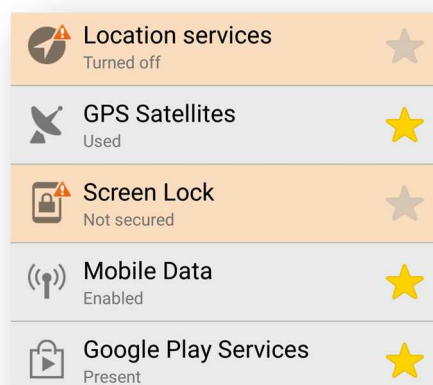 Location services
Turned off
GPS Satellites
Used
Screen Lock
Not secured
Mobile Data
Enabled
Google Play Services
Present